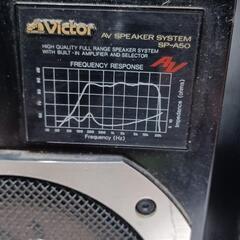 Victor
AV SPEAKER SYSTEM
SP-A50
HIGH QUALITY FULL RANGE SPEAKER SYSTEM
WITH BUILT-IN AMPLIFIER AND SELECTOR
FREQUENCY RESPONSE
AV
Impedance (ohms)
Frequency (Hz)